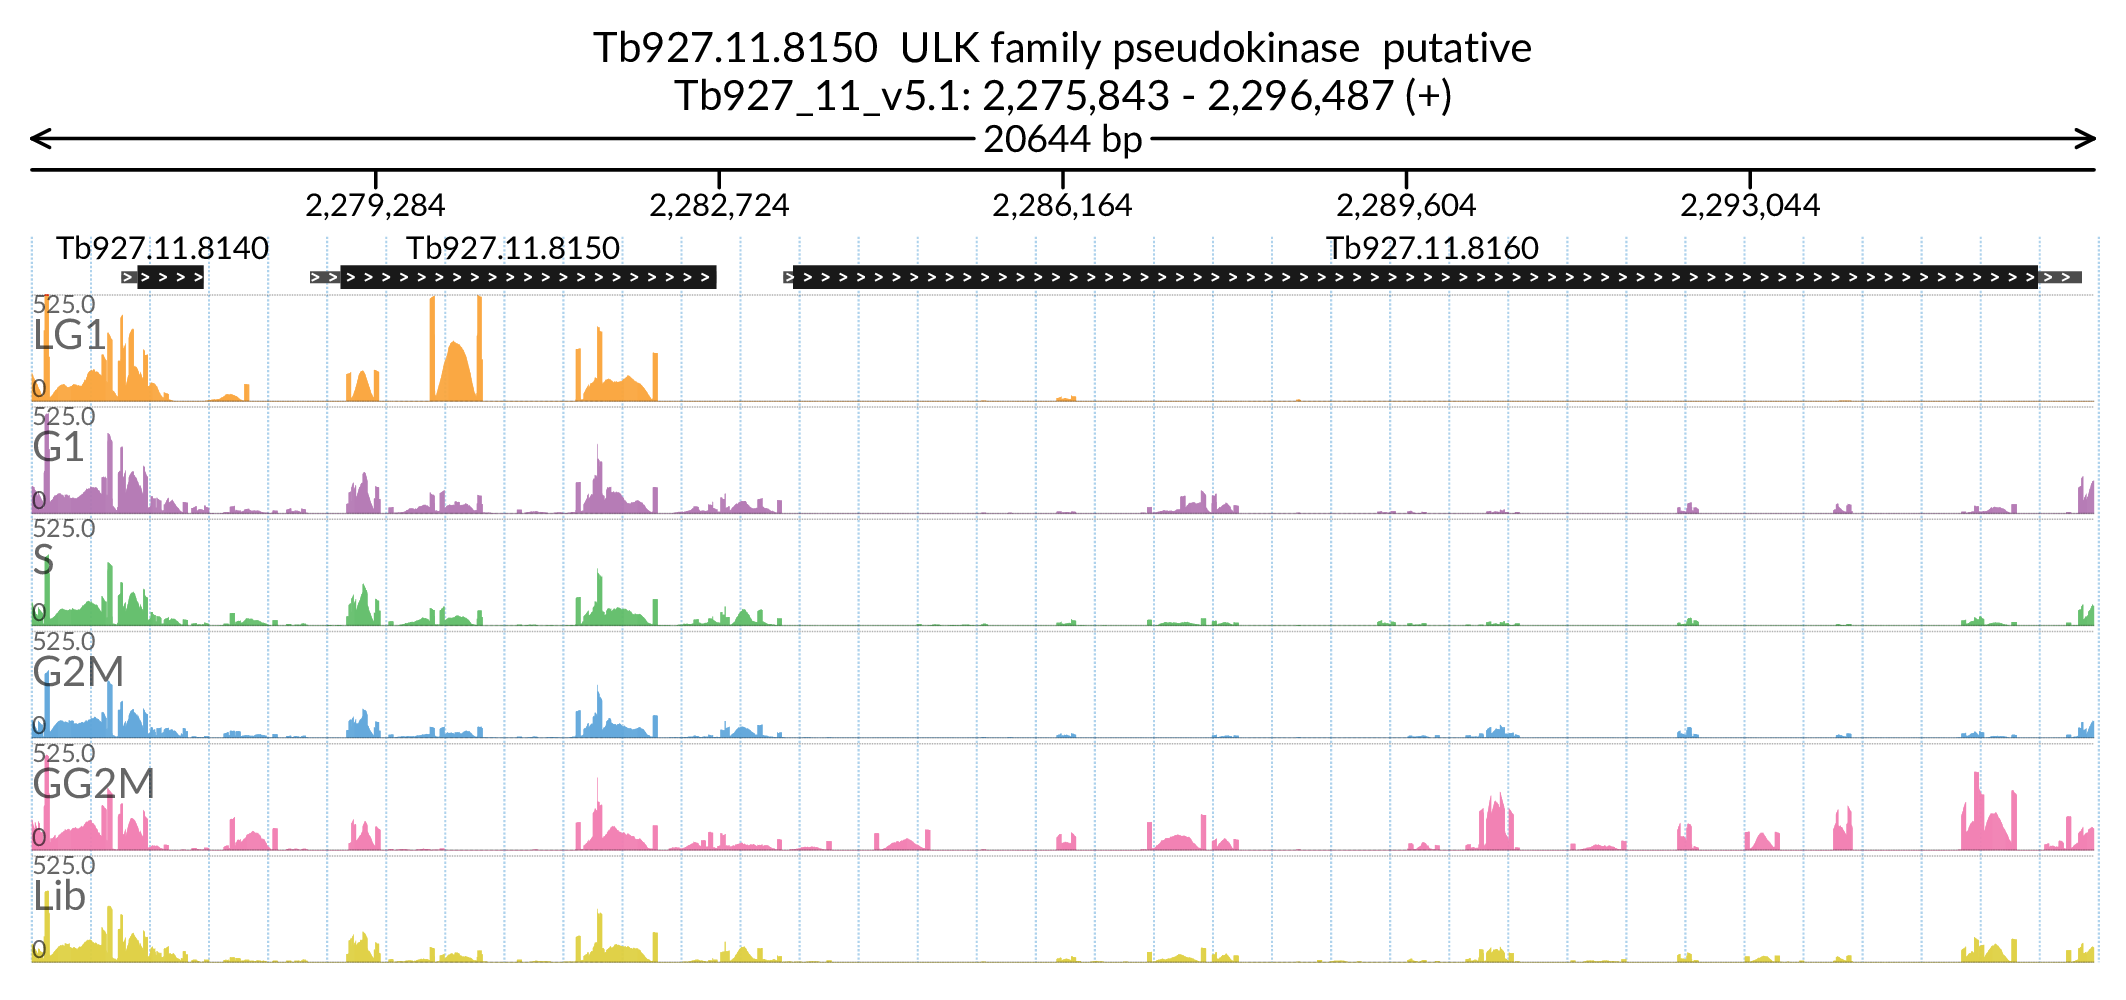 Tb927.11.8150  ULK family pseudokinase  putative
Tb927_11_v5.1: 2,275,843 - 2,296,487 (+)
20644 bp
2,279,284 2,282,724 2,286,164 2,289,604 2,293,044
Tb927.11.8140 Tb927.11.8150 Tb927.11.8160
525.0
LG1
0
525.0
G1
0
525.0
S
0
525.0
G2M
0
525.0
GG2M
0
525.0
Lib
0